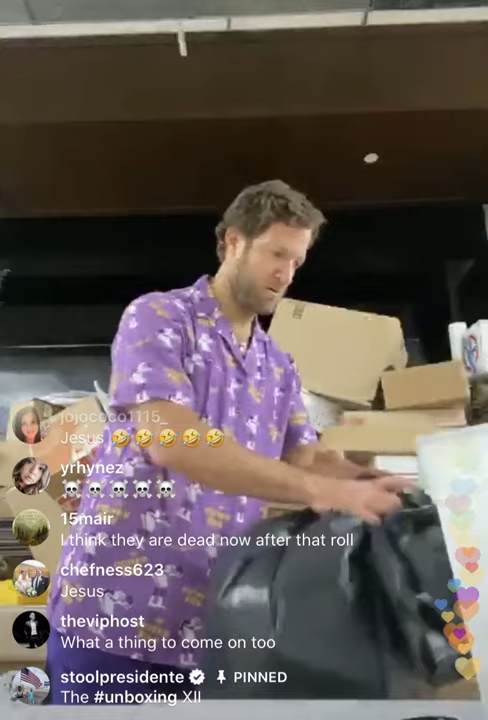 jojococo1115_
Jesus 🤣🤣🤣🤣🤣
yrhynez
☠️☠️☠️☠️☠️
15mair
I think they are dead now after that roll
chefness623
Jesus
theviphost
What a thing to come on too
stoolpresidente PINNED
The #unboxing XII